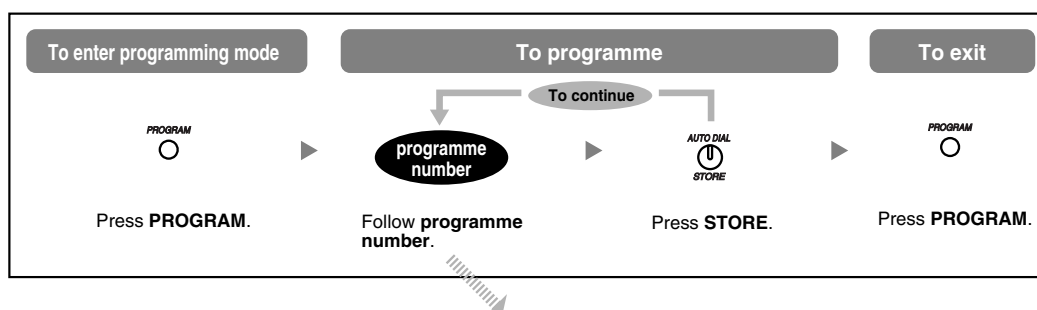 To enter programming mode
To programme
To exit
To continue
PROGRAM
programme
number
AUTO DIAL
STORE
PROGRAM
Press PROGRAM.
Follow programme
number.
Press STORE.
Press PROGRAM.